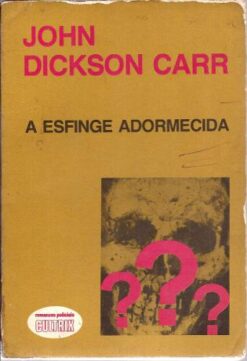 JOHN
DICKSON CARR
A ESFINGE ADORMECIDA
???
romances policiais
CULTRIX